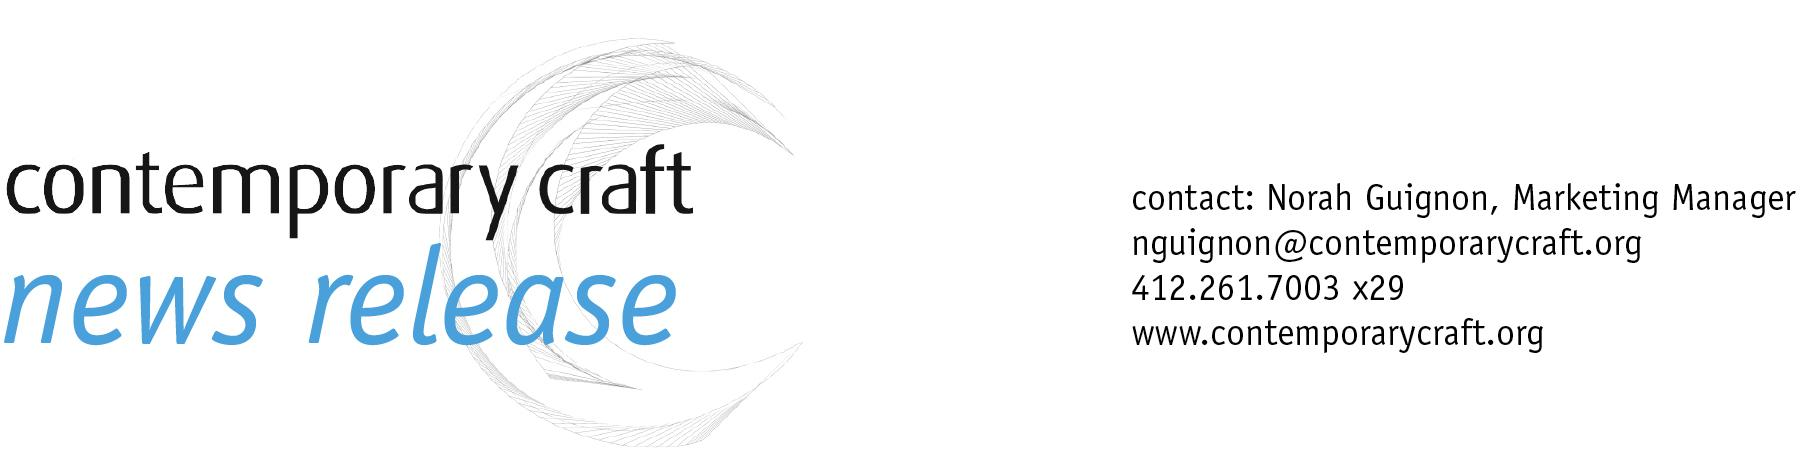 contemporary craft
news release
contact: Norah Guignon, Marketing Manager
nguignon@contemporarycraft.org
412.261.7003 x29
www.contemporarycraft.org